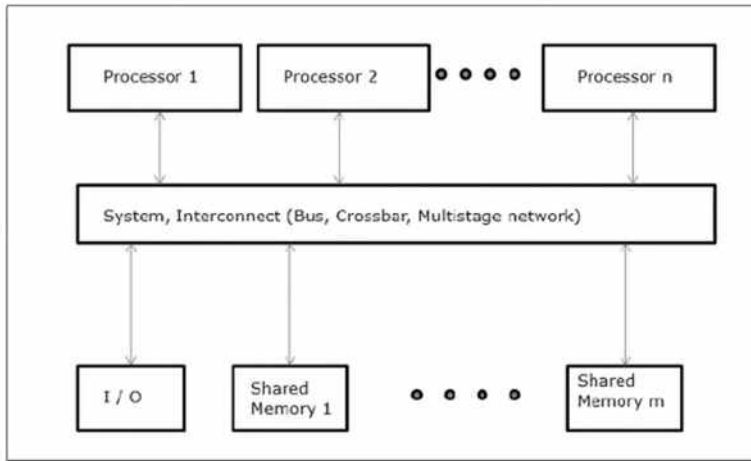 Processor 1
Processor 2
Processor n
System, Interconnect (Bus, Crossbar, Multistage network)
I / O
Shared
Memory 1
Shared
Memory m